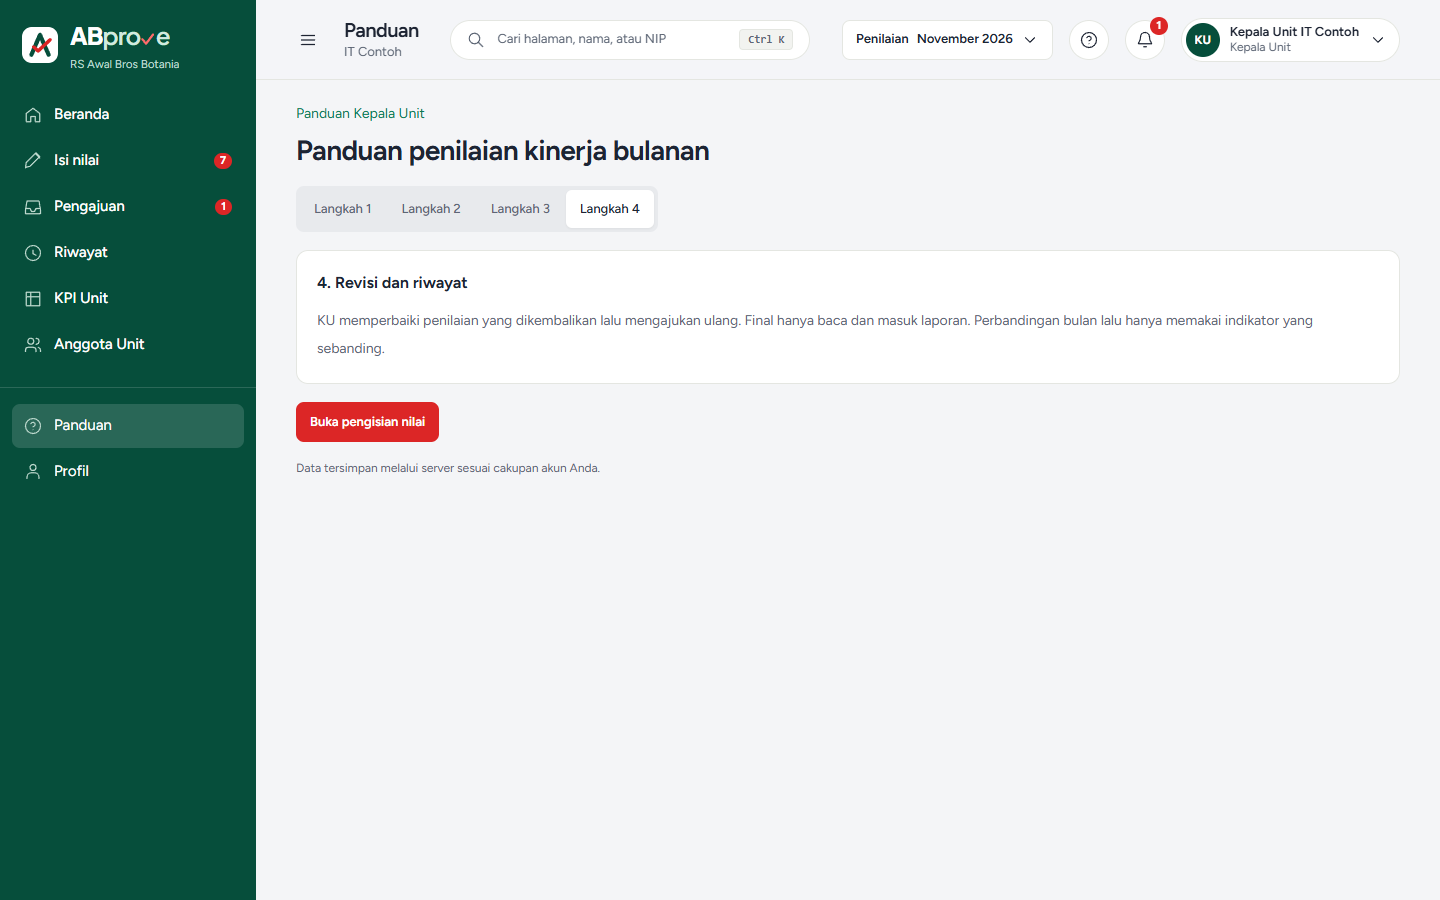 ABprove
RS Awal Bros Botania
Beranda
Isi nilai 7
Pengajuan 1
Riwayat
KPI Unit
Anggota Unit
Panduan
Profil
Panduan
IT Contoh
Cari halaman, nama, atau NIP Ctrl K
Penilaian November 2026
1
KU
Kepala Unit IT Contoh
Kepala Unit
Panduan Kepala Unit
Panduan penilaian kinerja bulanan
Langkah 1 Langkah 2 Langkah 3 Langkah 4
4. Revisi dan riwayat
KU memperbaiki penilaian yang dikembalikan lalu mengajukan ulang. Final hanya baca dan masuk laporan. Perbandingan bulan lalu hanya memakai indikator yang
sebanding.
Buka pengisian nilai
Data tersimpan melalui server sesuai cakupan akun Anda.